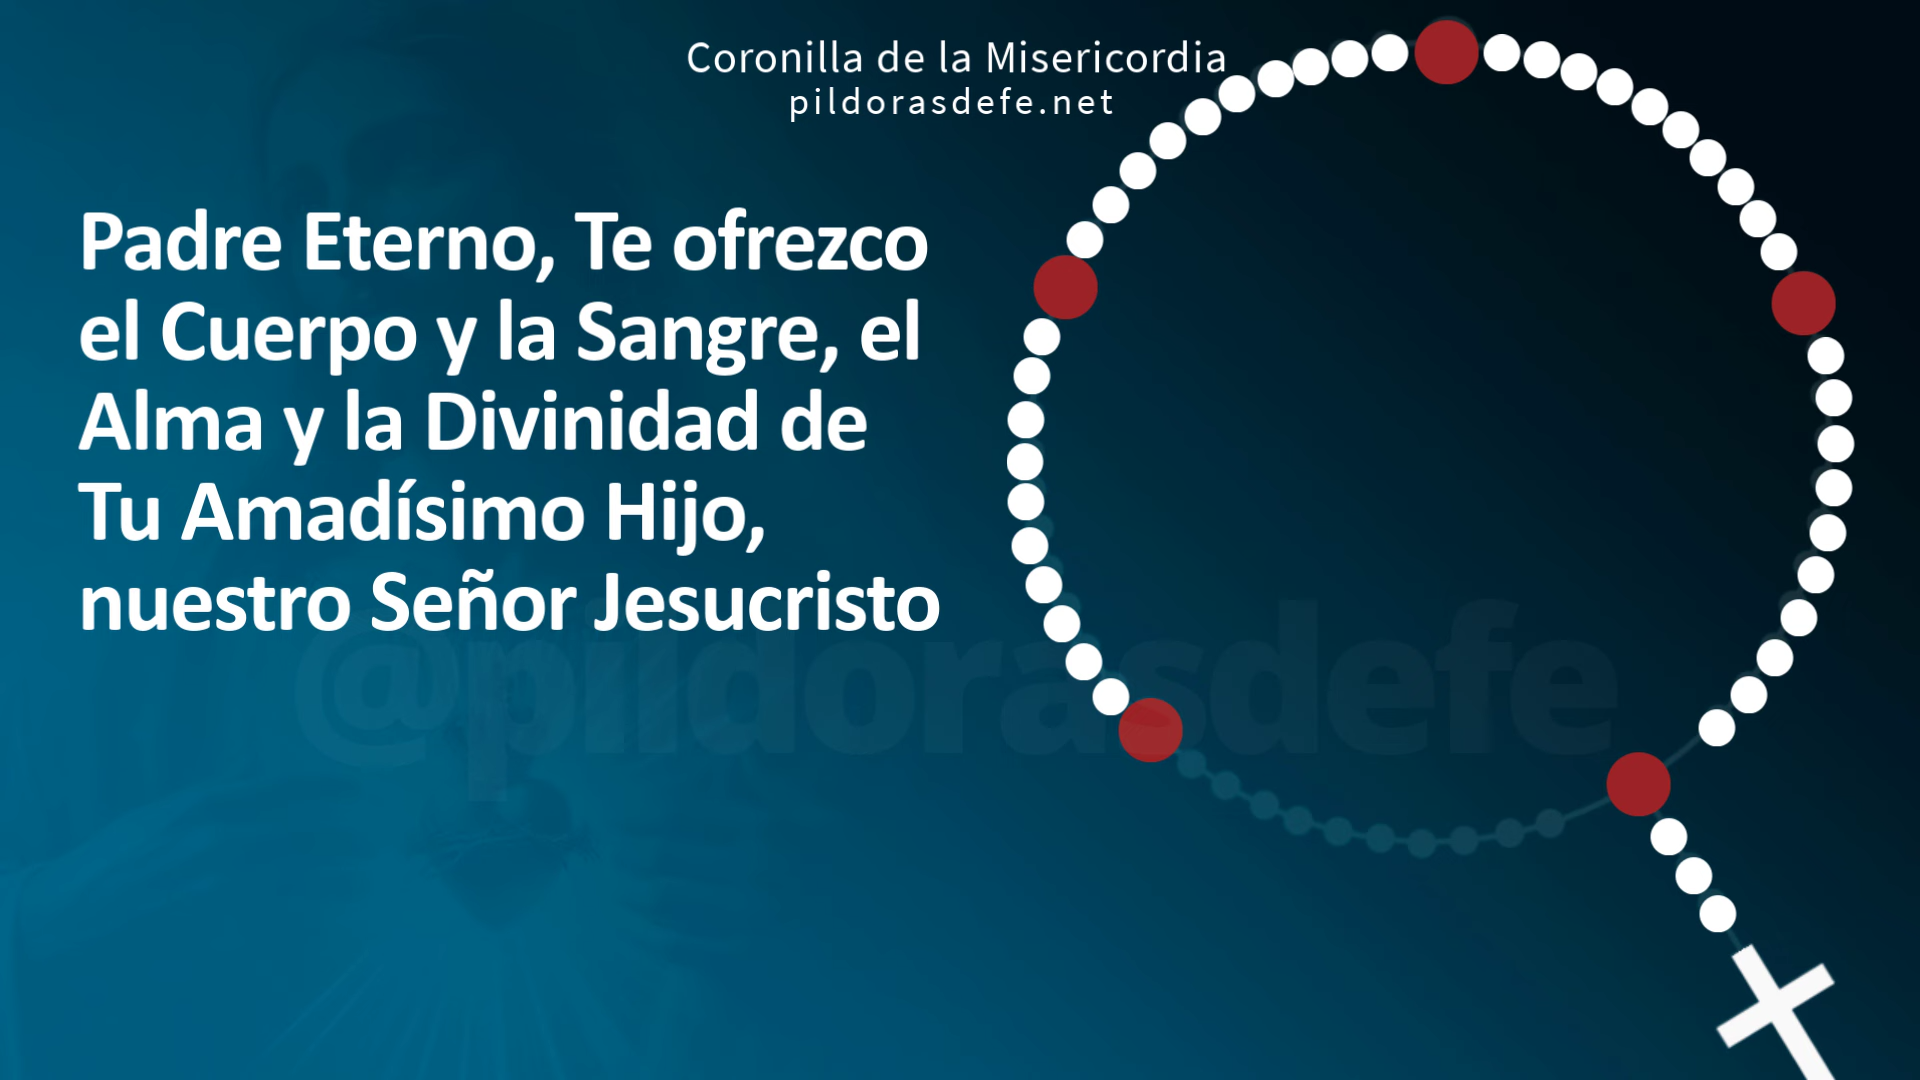 Coronilla de la Misericordia
pildorasdefe.net
Padre Eterno, Te ofrezco
el Cuerpo y la Sangre, el
Alma y la Divinidad de
Tu Amadísimo Hijo,
nuestro Señor Jesucristo
@pildorasdefe